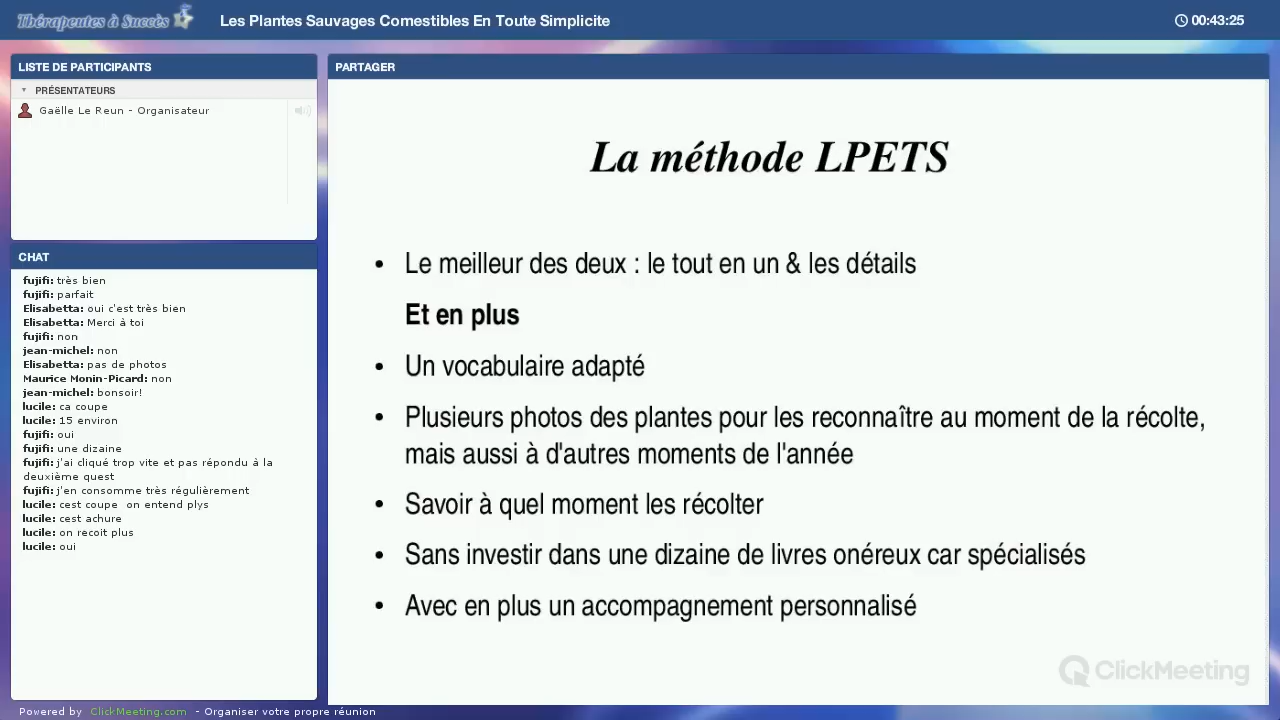 Thérapeutes à Succès
Les Plantes Sauvages Comestibles En Toute Simplicite
00:43:25
LISTE DE PARTICIPANTS
PRÉSENTATEURS
Gaëlle Le Reun - Organisateur
CHAT
fujifi: très bien
fujifi: parfait
Elisabetta: oui c'est très bien
Elisabetta: Merci à toi
fujifi: non
jean-michel: non
Elisabetta: pas de photos
Maurice Monin-Picard: non
jean-michel: bonsoir!
lucile: ca coupe
lucile: 15 environ
fujifi: oui
fujifi: une dizaine
fujifi: j'ai cliqué trop vite et pas répondu à la
deuxième quest
fujifi: j'en consomme très régulièrement
lucile: cest coupe on entend plys
lucile: cest achure
lucile: on recoit plus
lucile: oui
PARTAGER
La méthode LPETS
• Le meilleur des deux : le tout en un & les détails
Et en plus
• Un vocabulaire adapté
• Plusieurs photos des plantes pour les reconnaître au moment de la récolte,
mais aussi à d'autres moments de l'année
• Savoir à quel moment les récolter
• Sans investir dans une dizaine de livres onéreux car spécialisés
• Avec en plus un accompagnement personnalisé
ClickMeeting
Powered by ClickMeeting.com - Organiser votre propre réunion